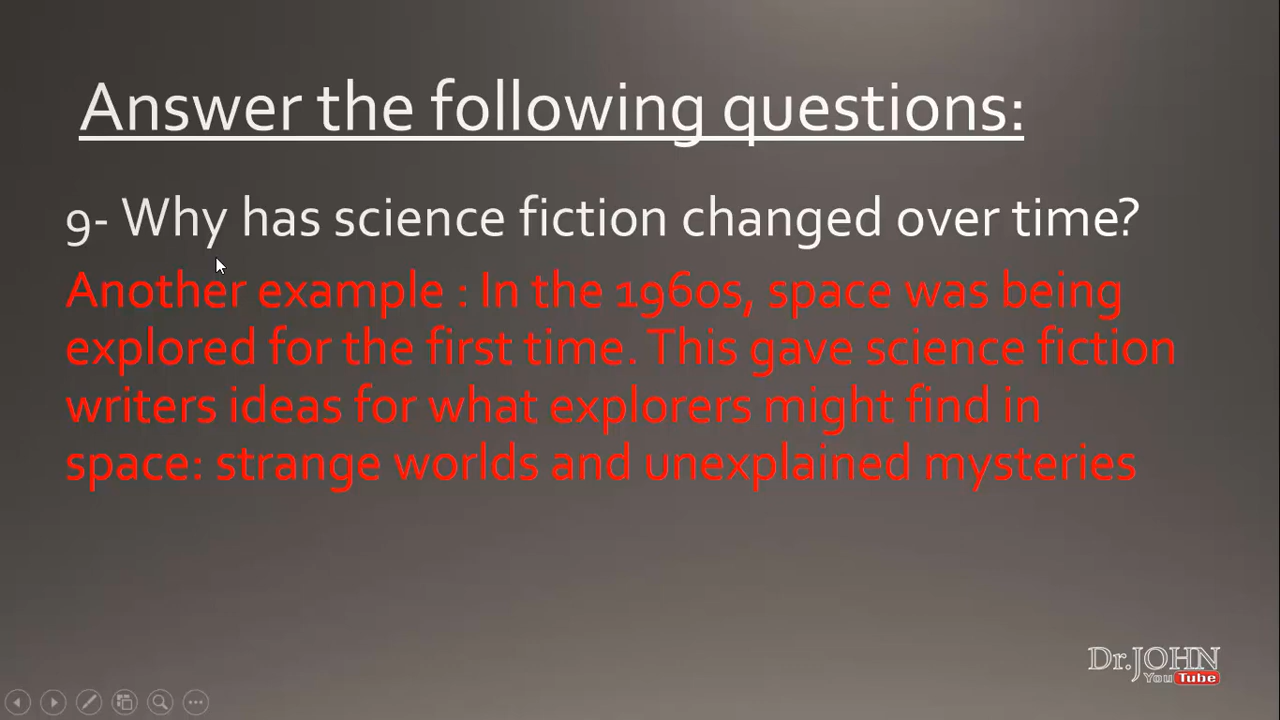 Answer the following questions:
9- Why has science fiction changed over time?
Another example : In the 1960s, space was being
explored for the first time. This gave science fiction
writers ideas for what explorers might find in
space: strange worlds and unexplained mysteries
Dr.JOHN
YouTube